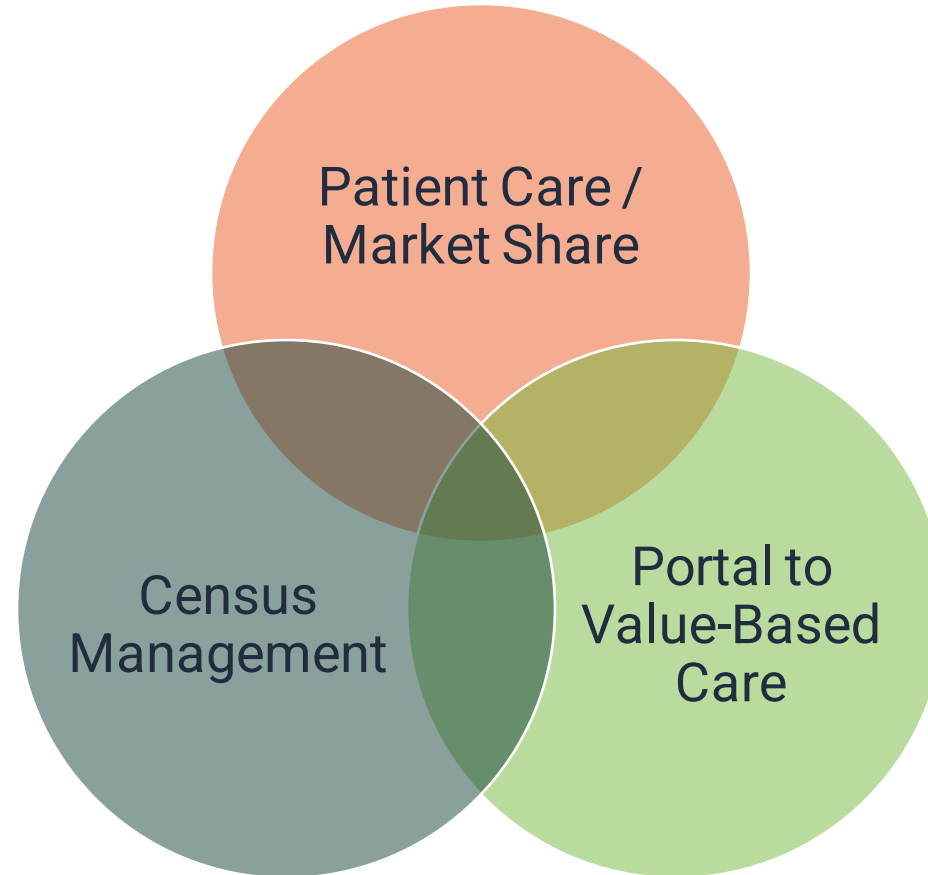 Patient Care /
Market Share
Census
Management
Portal to
Value-Based
Care